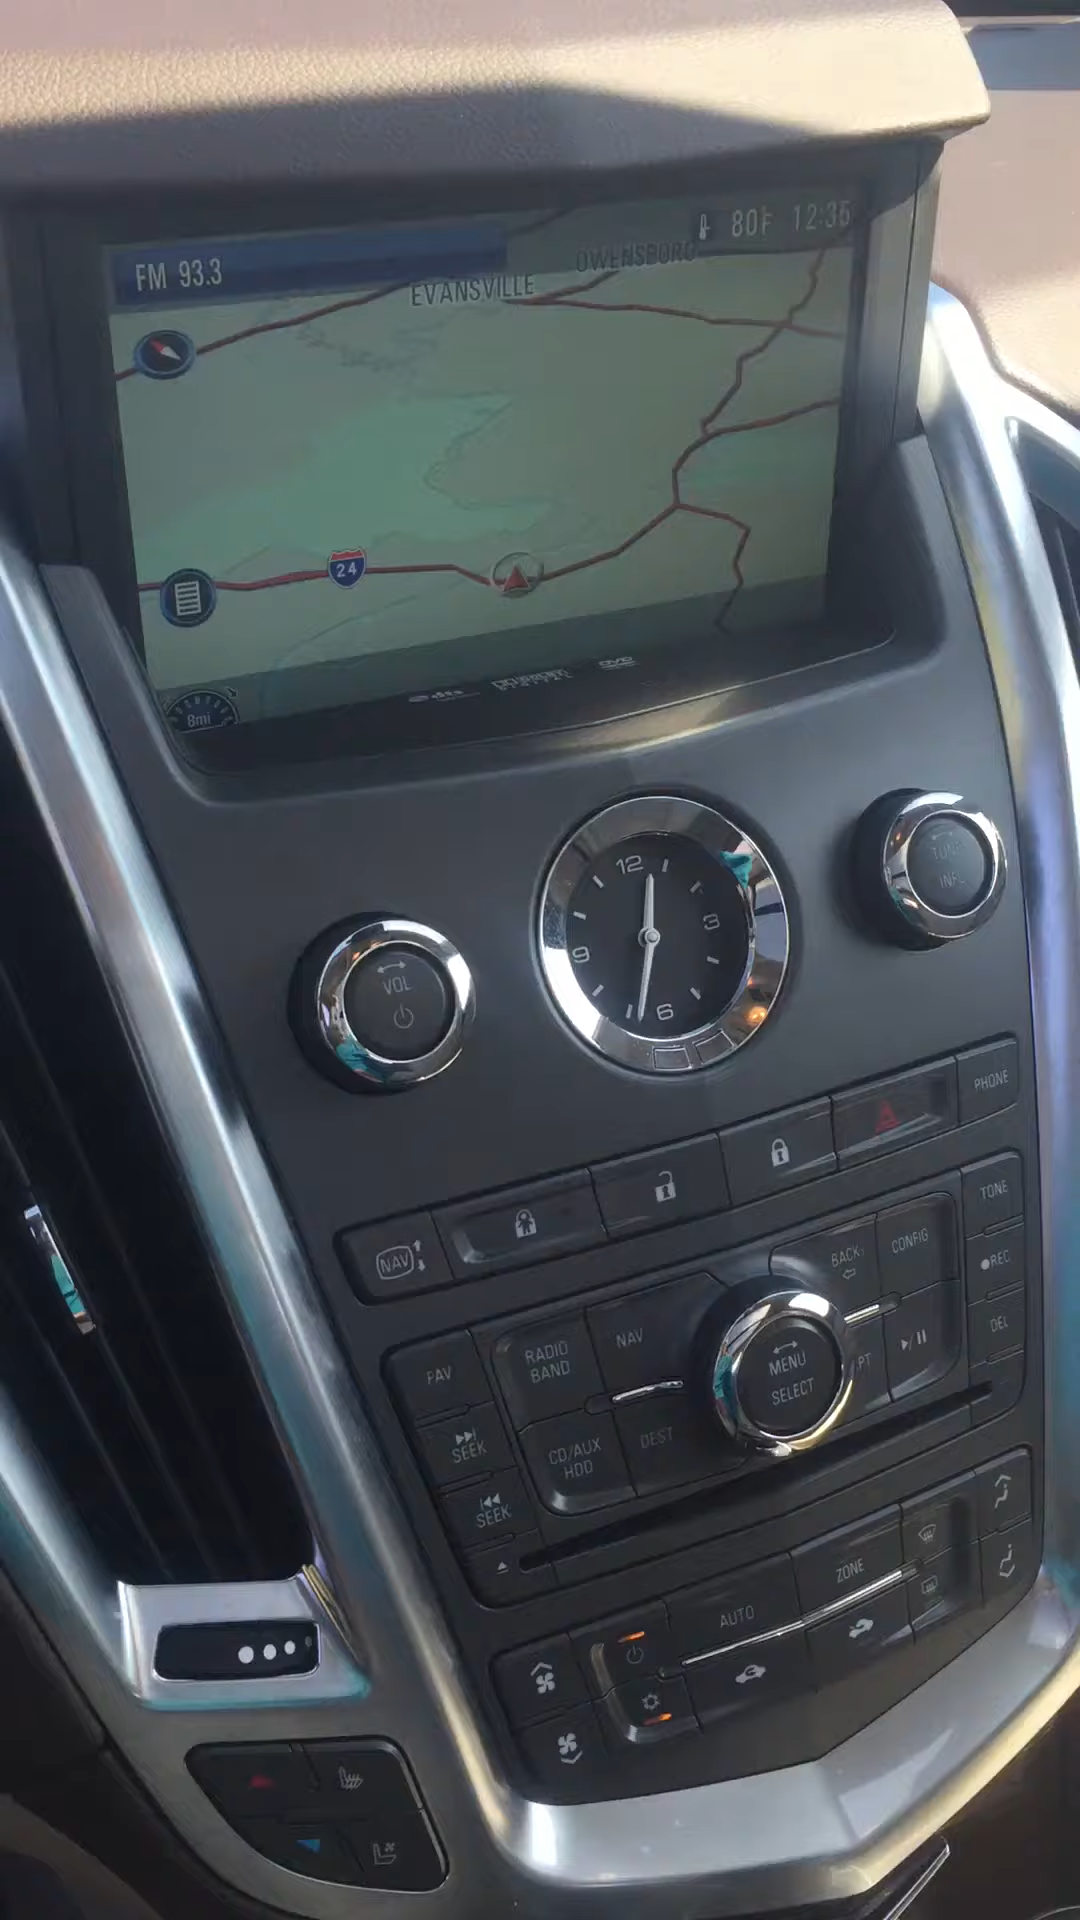 80F 12:35
FM 93.3
OWENSBORO
EVANSVILLE
24
8mi
12
3
9
6
VOL
TUNE
INFO
PHONE
NAV
TONE
BACK
CONFIG
●REC
DEL
FAV
RADIO
BAND
NAV
MENU
SELECT
SEEK
CD/AUX
HDD
DEST
SEEK
ZONE
AUTO